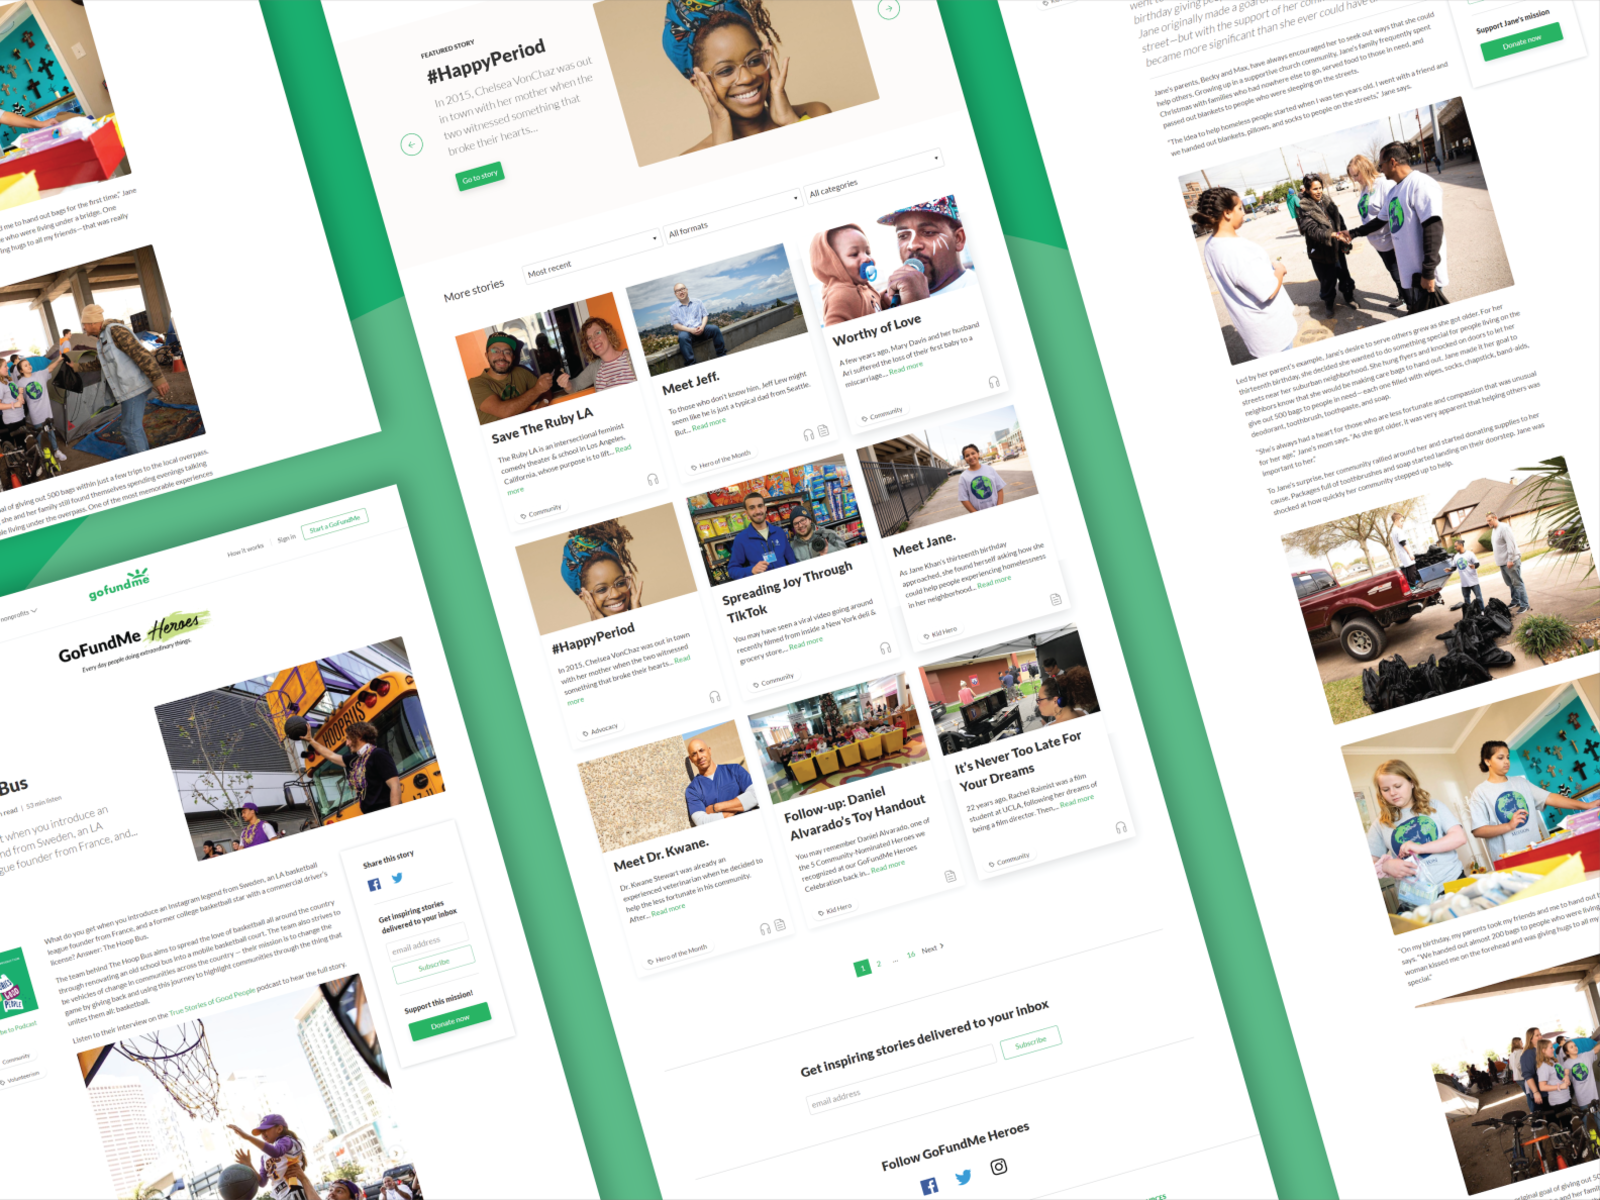 me to hand out bags for the first time," Jane
who were living under a bridge. One
ing hugs to all my friends—that was really
al of giving out 500 bags within just a few trips to the local overpass.
, she and her family still found themselves spending evenings talking
le living under the overpass. One of the most memorable experiences
nonprofits
gofundme
How it works
Sign in
Start a GoFundMe
GoFundMe Heroes
Every day people doing extraordinary things.
HOOPBUS
Bus
read | 53 min listen
t when you introduce an
nd from Sweden, an LA
gue founder from France, and...
What do you get when you introduce an Instagram legend from Sweden, an LA basketball
league founder from France, and a former college basketball star with a commercial driver's
license? Answer: The Hoop Bus.
The team behind The Hoop Bus aims to spread the love of basketball all around the country
through renovating an old school bus into a mobile basketball court. The team also strives to
be vehicles of change in communities across the country — their mission is to change the
game by giving back and using this journey to highlight communities through the thing that
unites them all: basketball.
Listen to their interview on the True Stories of Good People podcast to hear the full story.
PEOPLE
be to Podcast
Community
Volunteerism
Share this story
Get inspiring stories
delivered to your inbox
email address
Subscribe
Support this mission!
Donate now
FEATURED STORY
#HappyPeriod
In 2015, Chelsea VonChaz was out
in town with her mother when the
two witnessed something that
broke their hearts...
Go to story
More stories
Most recent
All formats
All categories
Save The Ruby LA
The Ruby LA is an intersectional feminist
comedy theater & school in Los Angeles,
California, whose purpose is to lift... Read
more
Community
Meet Jeff.
To those who don't know him, Jeff Lew might
seem like he is just a typical dad from Seattle.
But... Read more
Hero of the Month
Worthy of Love
A few years ago, Mary Davis and her husband
Ari suffered the loss of their first baby to a
miscarriage.... Read more
Community
#HappyPeriod
In 2015, Chelsea VonChaz was out in town
with her mother when the two witnessed
something that broke their hearts... Read
more
Advocacy
Spreading Joy Through
TikTok
You may have seen a viral video going around
recently filmed from inside a New York deli &
grocery store,... Read more
Community
Meet Jane.
As Jane Khan's thirteenth birthday
approached, she found herself asking how she
could help people experiencing homelessness
in her neighborhood... Read more
Kid Hero
Meet Dr. Kwane.
Dr. Kwane Stewart was already an
experienced veterinarian when he decided to
help the less fortunate in his community.
After... Read more
Hero of the Month
Follow-up: Daniel
Alvarado's Toy Handout
You may remember Daniel Alvarado, one of
the 5 Community-Nominated Heroes we
recognized at our GoFundMe Heroes
Celebration back in... Read more
Kid Hero
It's Never Too Late For
Your Dreams
22 years ago, Rachel Raimist was a film
student at UCLA, following her dreams of
being a film director. Then,... Read more
Community
1 2 ... 16 Next
Get inspiring stories delivered to your inbox
email address
Subscribe
Follow GoFundMe Heroes
birthday giving
Jane originally made a goal
street—but with the support of her
became more significant than she ever could have
Jane's parents, Becky and Max, have always encouraged her to seek out ways that she could
help others. Growing up in a supportive church community, Jane's family frequently spent
Christmas with families who had nowhere else to go, served food to those in need, and
passed out blankets to people who were sleeping on the streets.
"The idea to help homeless people started when I was ten years old. I went with a friend and
we handed out blankets, pillows, and socks to people on the streets," Jane says.
Support Jane's mission
Donate now
Led by her parent's example, Jane's desire to serve others grew as she got older. For her
thirteenth birthday, she decided she wanted to do something special for people living on the
streets near her suburban neighborhood. She hung flyers and knocked on doors to let her
neighbors know that she would be making care bags to hand out. Jane made it her goal to
give out 500 bags to people in need—each one filled with wipes, socks, chapstick, band-aids,
deodorant, toothbrush, toothpaste, and soap.
"She's always had a heart for those who are less fortunate and compassion that was unusual
for her age," Jane's mom says. "As she got older, it was very apparent that helping others was
important to her."
To Jane's surprise, her community rallied around her and started donating supplies to her
cause. Packages full of toothbrushes and soap started landing on their doorstep. Jane was
shocked at how quickly her community stepped up to help.
"On my birthday, my parents took my friends and me to hand out
says. "We handed out almost 200 bags to people who were living
woman kissed me on the forehead and was giving hugs to all my
special."
original goal of giving out